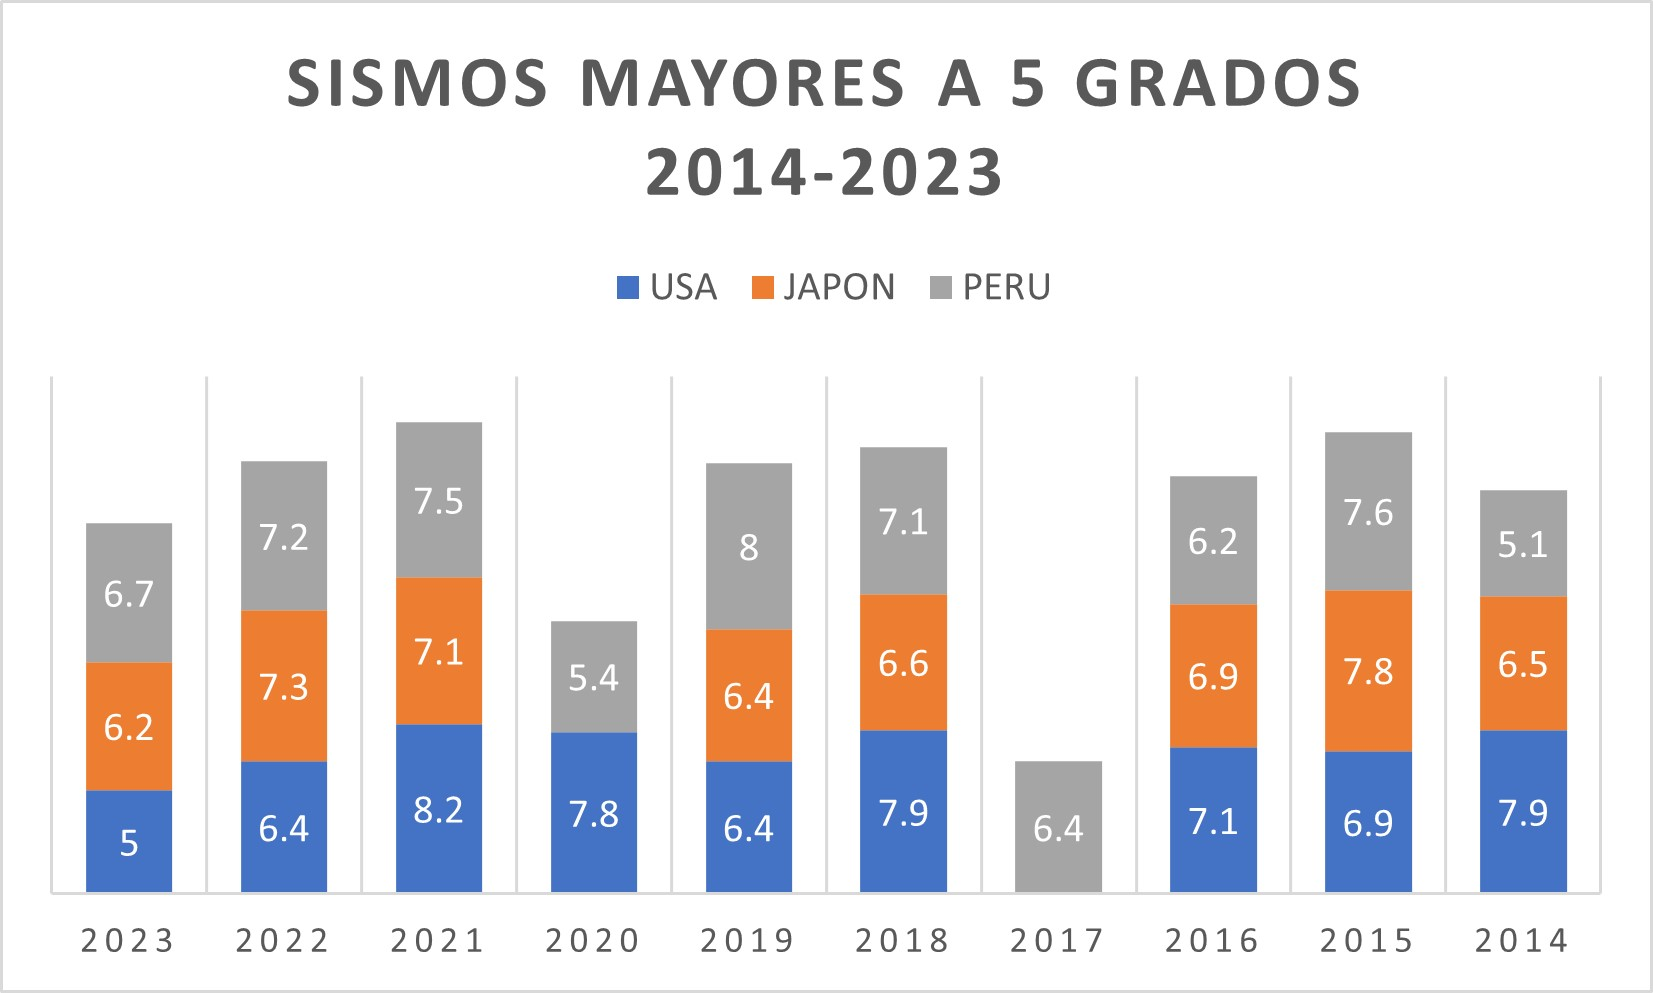 SISMOS MAYORES A 5 GRADOS
2014-2023
USA JAPON PERU
6.7 7.2 7.5 5.4 8 7.1 6.4 6.2 7.6 5.1
6.2 7.3 7.1 6.4 6.6 6.9 7.8 6.5
5 6.4 8.2 7.8 6.4 7.9 7.1 6.9 7.9
2023 2022 2021 2020 2019 2018 2017 2016 2015 2014